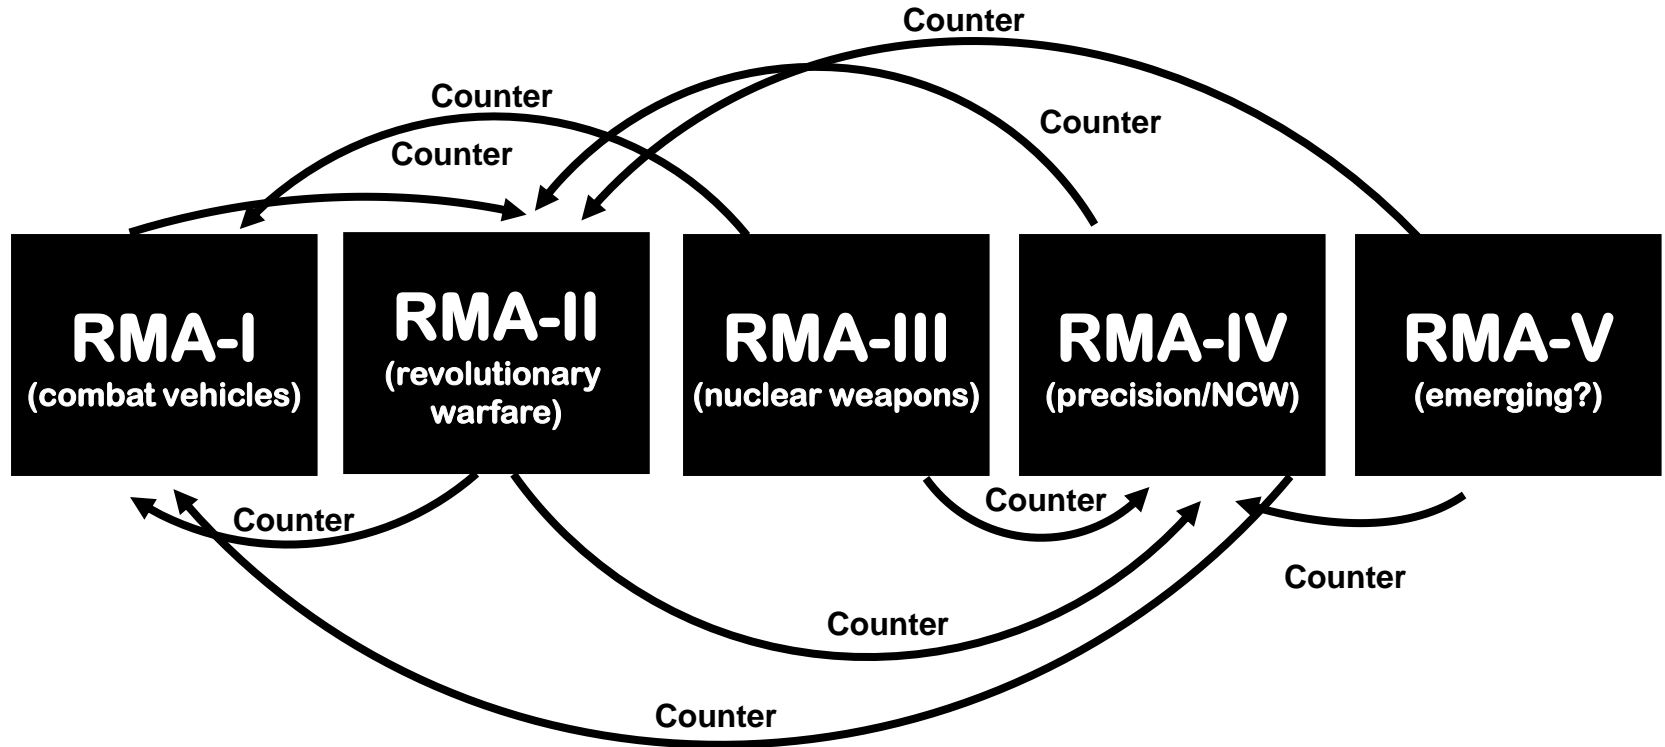 Counter
Counter
Counter
Counter
RMA-I
(combat vehicles)
RMA-II
(revolutionary
warfare)
RMA-III
(nuclear weapons)
RMA-IV
(precision/NCW)
RMA-V
(emerging?)
Counter
Counter
Counter
Counter
Counter